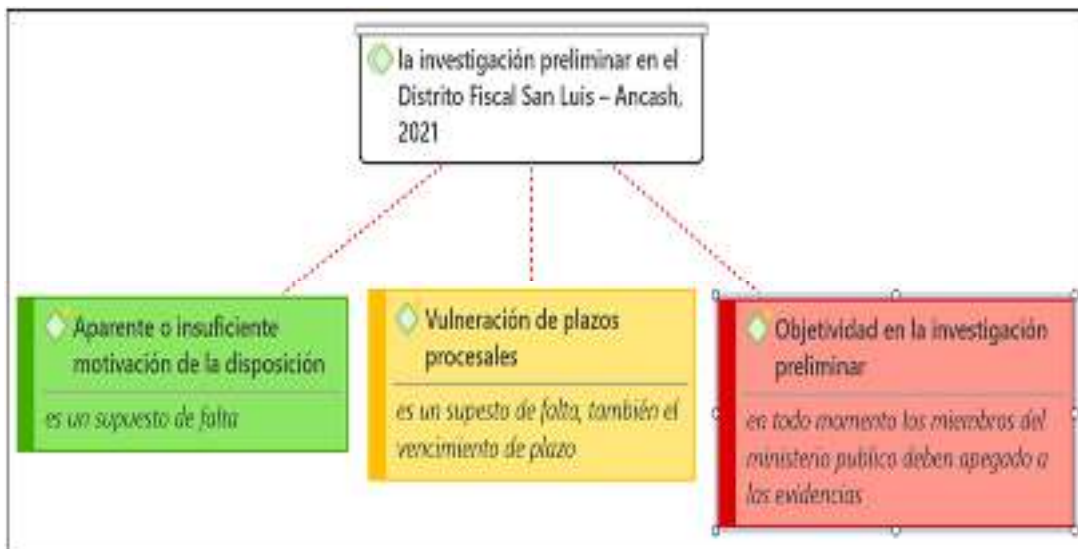 la investigación preliminar en el
Distrito Fiscal San Luis – Ancash,
2021
Aparente o insuficiente
motivación de la disposición
es un supuesto de falta
Vulneración de plazos
procesales
es un supesto de falta, también el
vencimiento de plazo
Objetividad en la investigación
preliminar
en todo momento los miembros del
ministerio publico deben apegado a
las evidencias